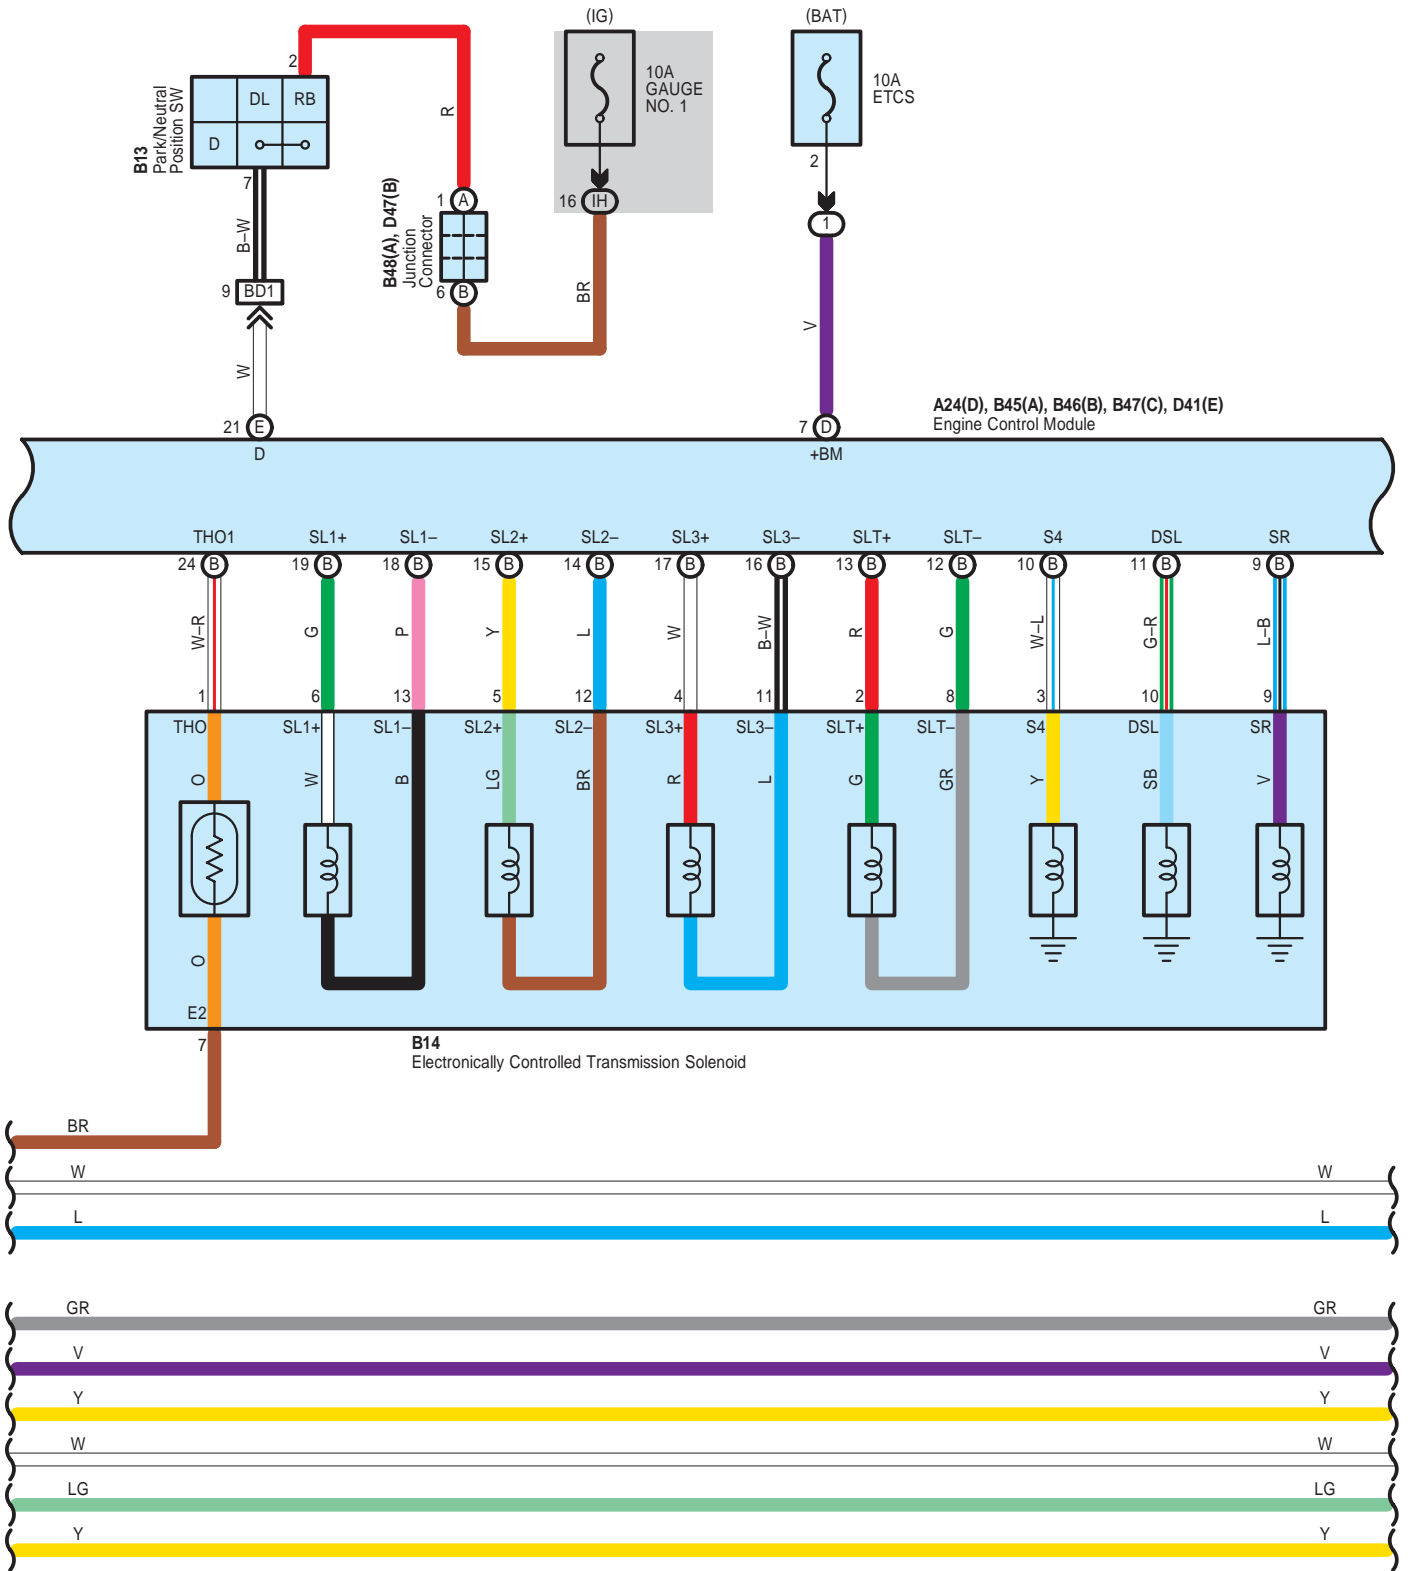 (IG)
(BAT)
2
10A
GAUGE
NO. 1
10A
ETCS
DL RB
D
B13
Park/Neutral
Position SW
R
7
2
B-W
1 A
16 IH
1
B48(A), D47(B)
Junction
Connector
9 BD1
6 B
BR
V
W
A24(D), B45(A), B46(B), B47(C), D41(E)
Engine Control Module
21 E
7 D
D
+BM
THO1 SL1+ SL1– SL2+ SL2– SL3+ SL3– SLT+ SLT– S4 DSL SR
24 B 19 B 18 B 15 B 14 B 17 B 16 B 13 B 12 B 10 B 11 B 9 B
W–R G P Y L W B–W R G W–L G–R L–B
1 6 13 5 12 4 11 2 8 3 10 9
THO SL1+ SL1– SL2+ SL2– SL3+ SL3– SLT+ SLT– S4 DSL SR
O W B LG BR R L G GR Y SB V
O
E2
7
B14
Electronically Controlled Transmission Solenoid
BR
W W
L L
GR GR
V V
Y Y
W W
LG LG
Y Y